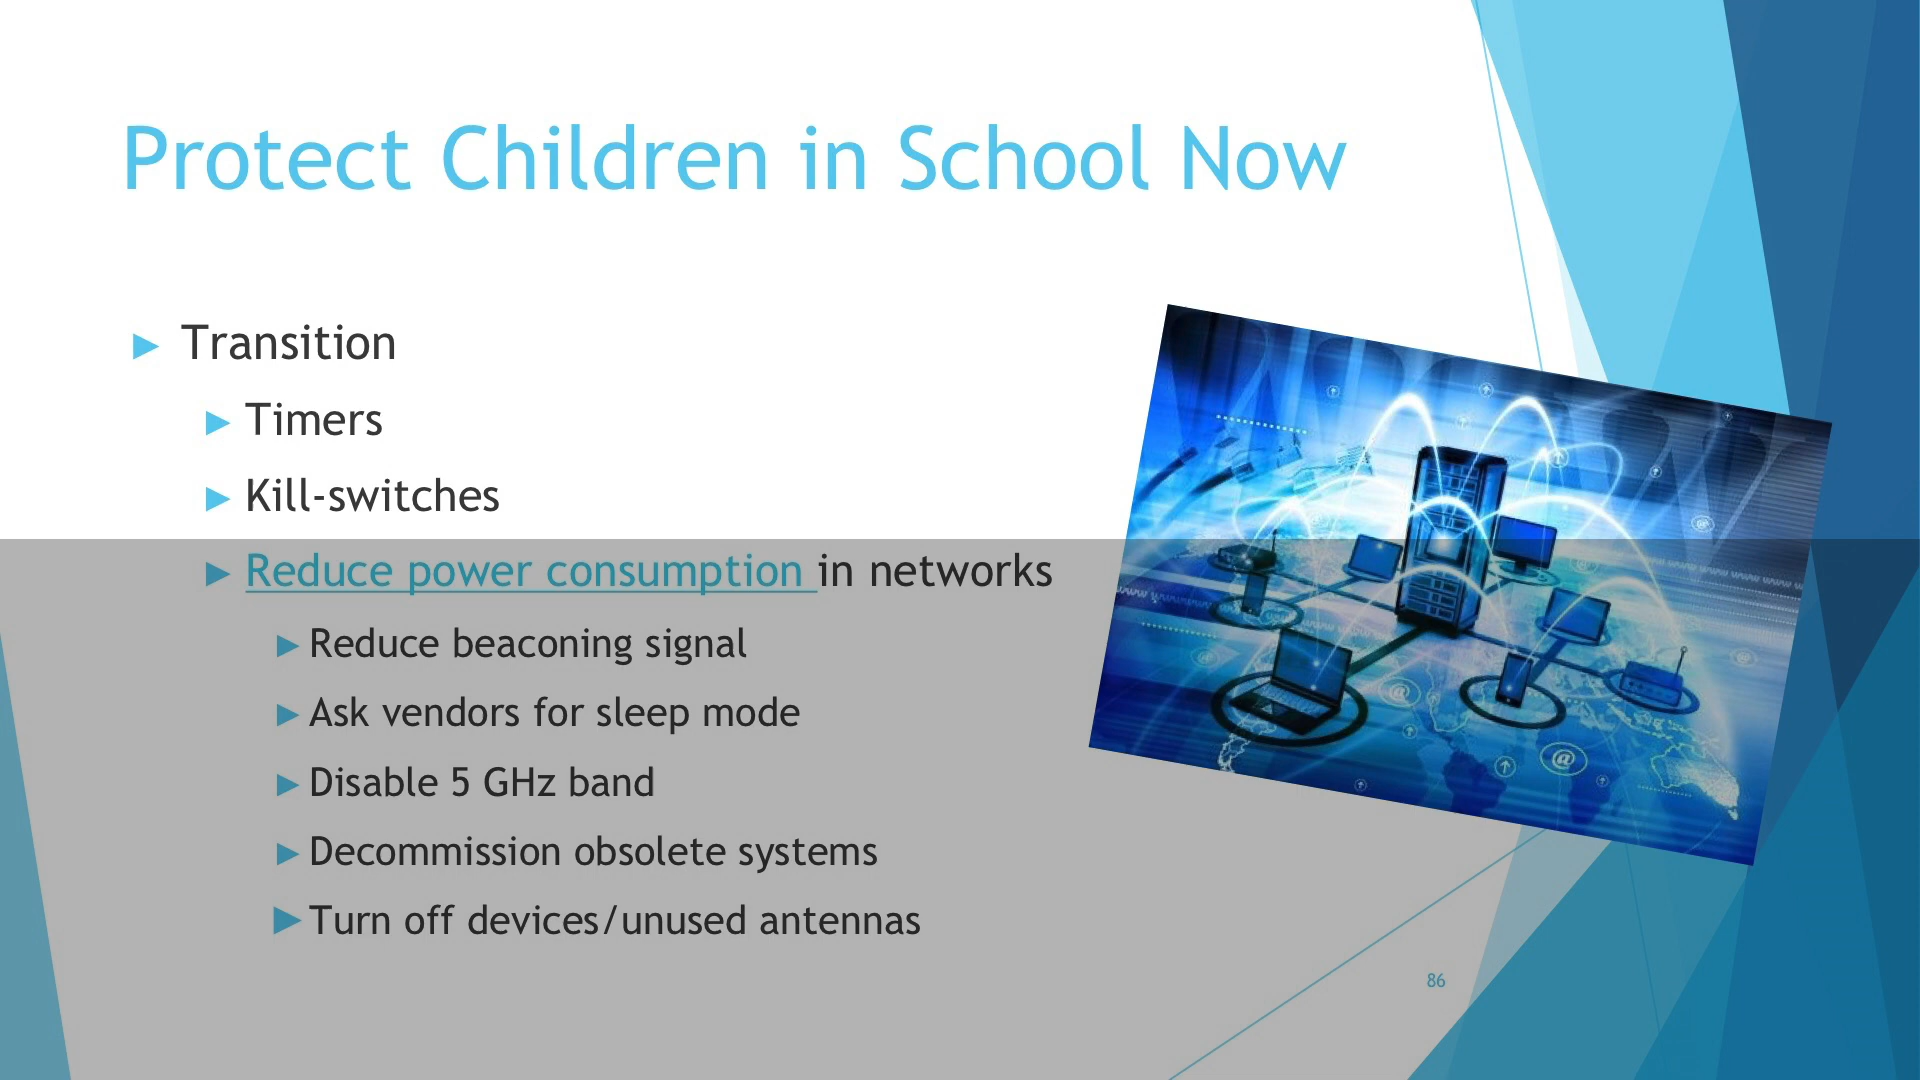 Protect Children in School Now
Transition
Timers
Kill-switches
Reduce power consumption in networks
Reduce beaconing signal
Ask vendors for sleep mode
Disable 5 GHz band
Decommission obsolete systems
Turn off devices/unused antennas
86